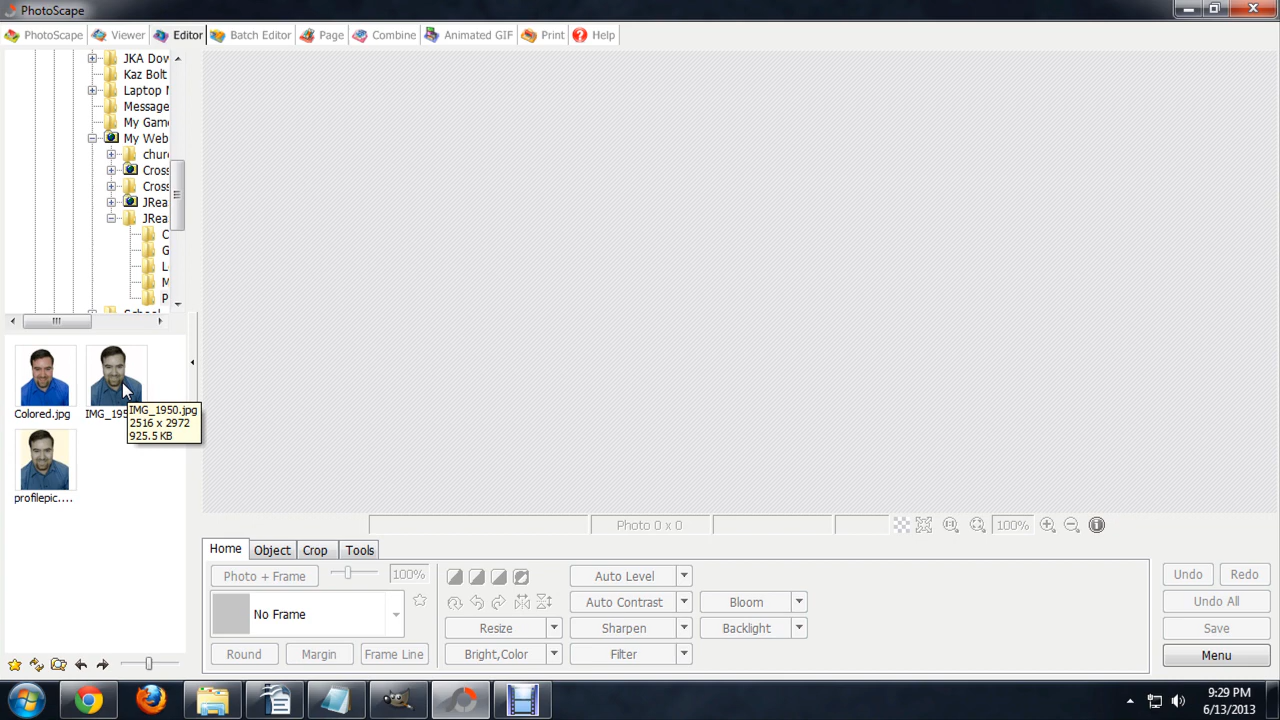 PhotoScape
PhotoScape Viewer Editor Batch Editor Page Combine Animated GIF Print Help
JKA Dow
Kaz Bolt
Laptop
Message
My Gam
My Web
chur
Cross
Cross
JRea
JRea
C
G
L
M
P
Colored.jpg
IMG_195
IMG_1950.jpg
2516 x 2972
925.5 KB
profilepic....
Photo 0 x 0
100%
Home Object Crop Tools
Photo + Frame
100%
No Frame
Round Margin Frame Line
Resize
Bright,Color
Auto Level
Auto Contrast
Sharpen
Filter
Bloom
Backlight
Undo Redo
Undo All
Save
Menu
9:29 PM
6/13/2013